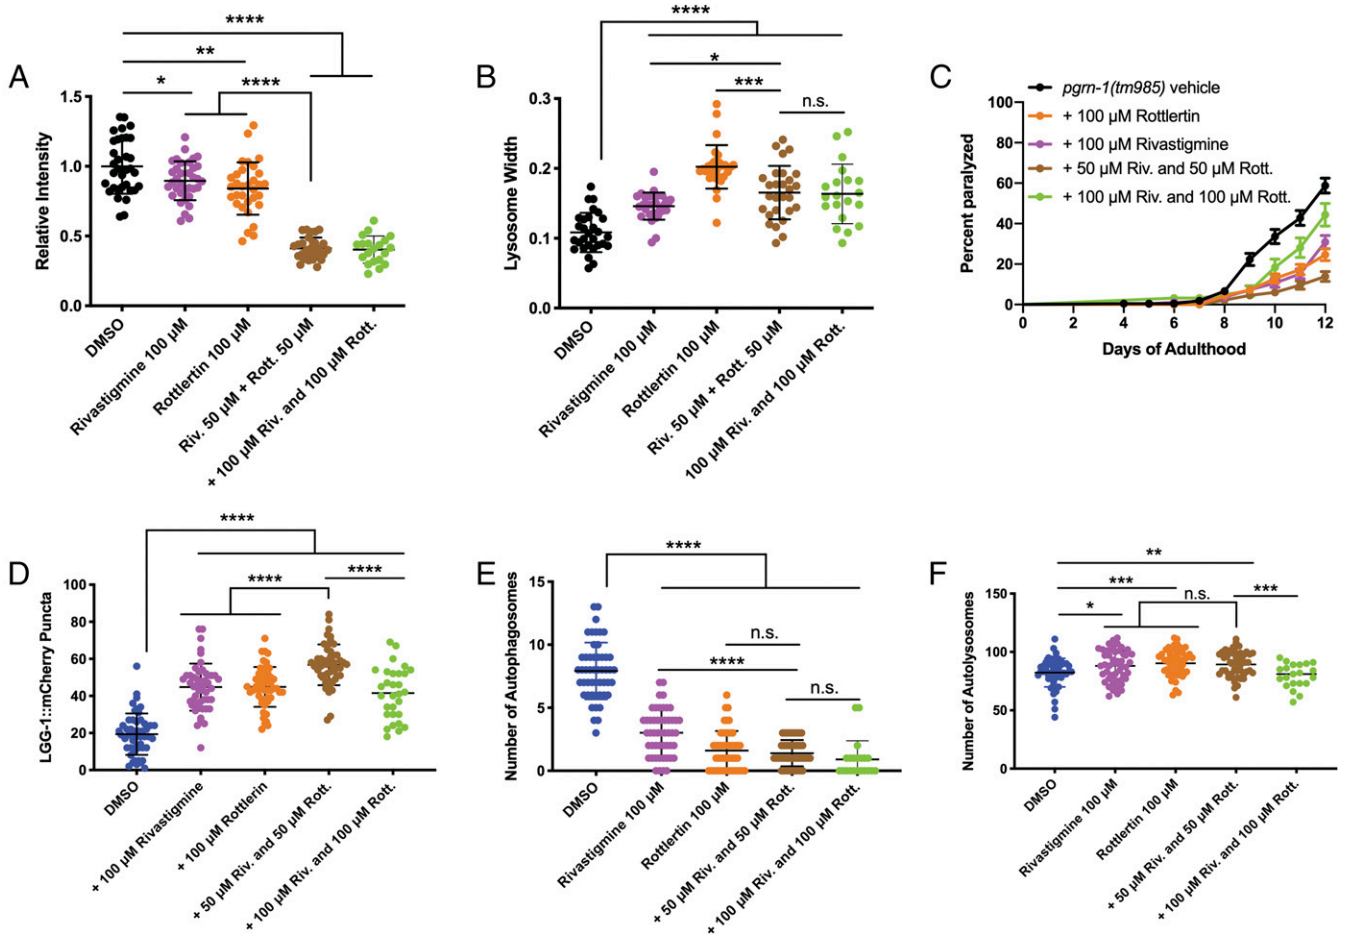 A
****
**
*
****
Relative Intensity
1.5
1.0
0.5
0.0
DMSO
Rivastigmine 100 µM
Rottlertin 100 µM
Riv. 50 µM + Rott. 50 µM
+ 100 µM Riv. and 100 µM Rott.
B
****
*
***
n.s.
Lysosome Width
0.3
0.2
0.1
0.0
DMSO
Rivastigmine 100 µM
Rottlertin 100 µM
Riv. 50 µM + Rott. 50 µM
100 µM Riv. and 100 µM Rott.
C
pgrn-1(tm985) vehicle
+ 100 µM Rottlertin
+ 100 µM Rivastigmine
+ 50 µM Riv. and 50 µM Rott.
+ 100 µM Riv. and 100 µM Rott.
Percent paralyzed
100
80
60
40
20
0
0 2 4 6 8 10 12
Days of Adulthood
D
****
****
****
LGG-1::mCherry Puncta
100
80
60
40
20
0
DMSO
+ 100 µM Rivastigmine
+ 100 µM Rottlerin
+ 50 µM Riv. and 50 µM Rott.
+ 100 µM Riv. and 100 µM Rott.
E
****
n.s.
****
n.s.
Number of Autophagosomes
15
10
5
0
DMSO
Rivastigmine 100 µM
Rottlertin 100 µM
+ 50 µM Riv. and 50 µM Rott.
+ 100 µM Riv. and 100 µM Rott.
F
**
***
n.s.
***
*
Number of Autolysosomes
150
100
50
0
DMSO
Rivastigmine 100 µM
Rottlertin 100 µM
+ 50 µM Riv. and 50 µM Rott.
+ 100 µM Riv. and 100 µM Rott.